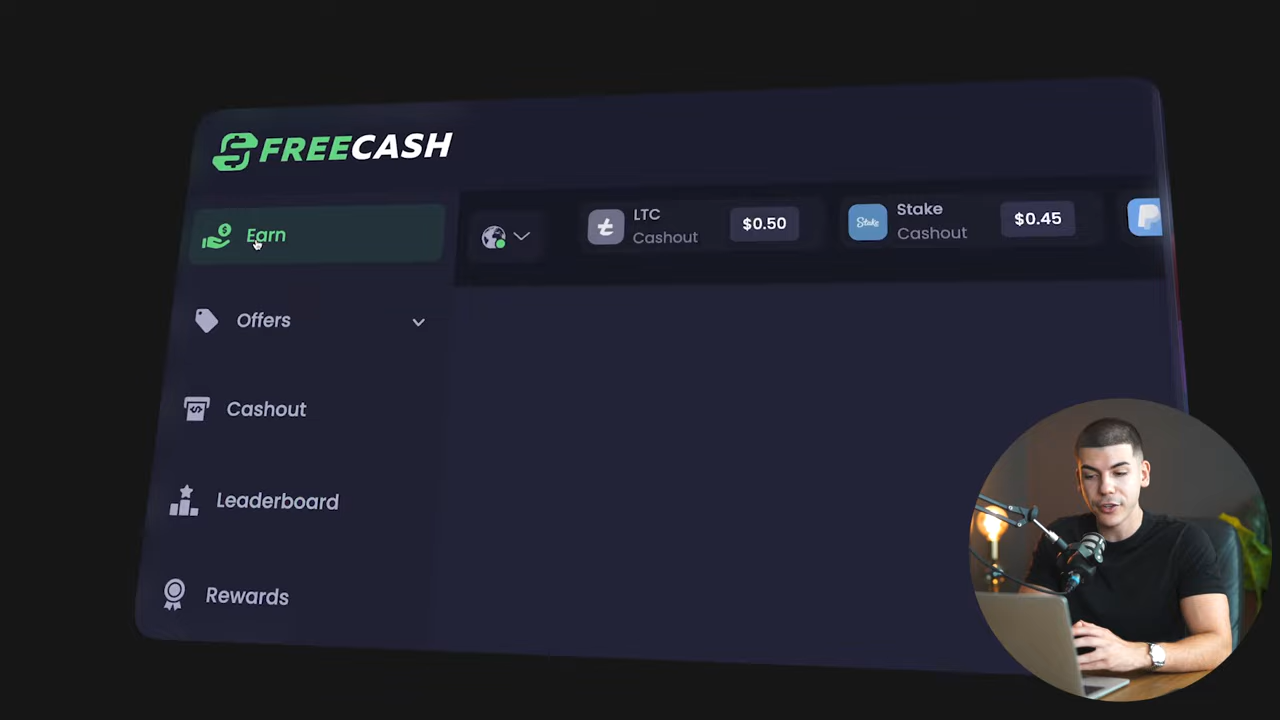 FREECASH
Earn
Offers
Cashout
Leaderboard
Rewards
LTC
Cashout
$0.50
Stake
Stake
Cashout
$0.45